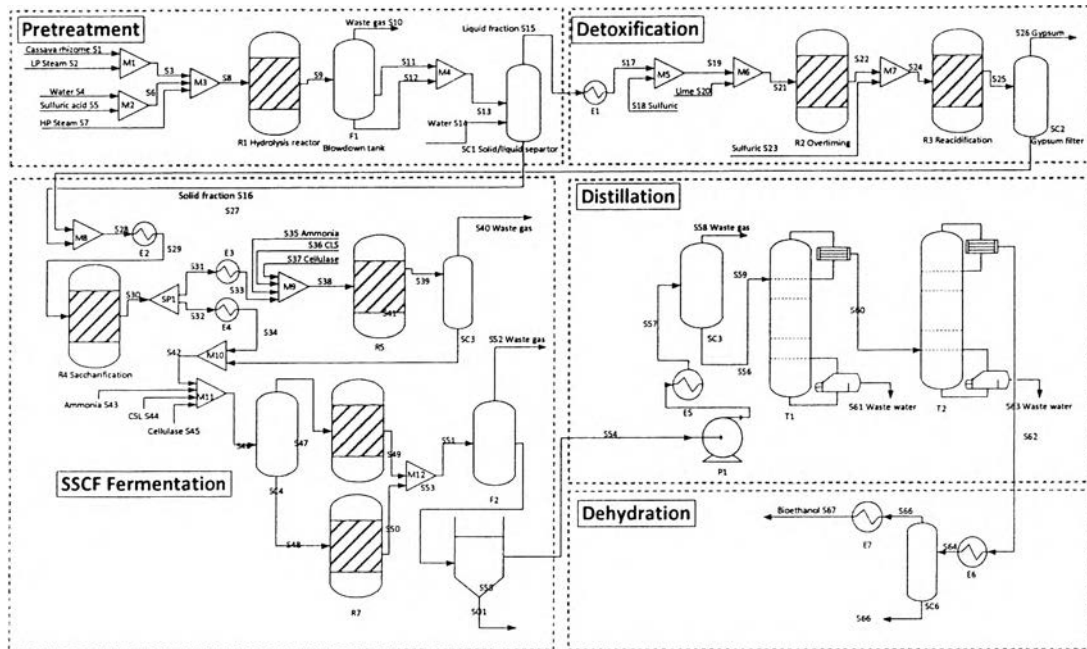 Pretreatment
Waste gas S10
Liquid fraction S15
Cassava rhizome S1
LP Steam S2
M1
S3
Water S4
Sulfuric acid S5
M2
S6
HP Steam S7
M3
S8
R1 Hydrolysis reactor
S9
F1
Blowdown tank
S11
S12
M4
S13
Water S14
SC1 Solid/liquid separtor
Detoxification
E1
S17
S18 Sulfuric
M5
S19
Lime S20
M6
S21
R2 Overtiming
S22
Sulfuric S23
M7
S24
R3 Reacidification
S25
S26 Gypsum
SC2
Gypsum filter
Solid fraction S16
S27
M8
S28
E2
S29
R4 Saccharification
S30
SP1
S31
S32
E3
S33
E4
S34
S35 Ammonia
S36 CLS
S37 Cellulase
M9
S38
S41
R5
S39
S40 Waste gas
SC3
M10
S42
Ammonia S43
CSL S44
Cellulase S45
M11
S46
SC4
S47
S48
S49
S50
R7
M12
S53
S51
S52 Waste gas
F2
S55
S01
SSCF Fermentation
Distillation
S54
P1
E5
S57
S58 Waste gas
SC3
S56
S59
T1
S60
S61 Waste water
T2
S63 Waste water
S62
Dehydration
Bioethanol S67
E7
S66
S64
E6
SC6
S66